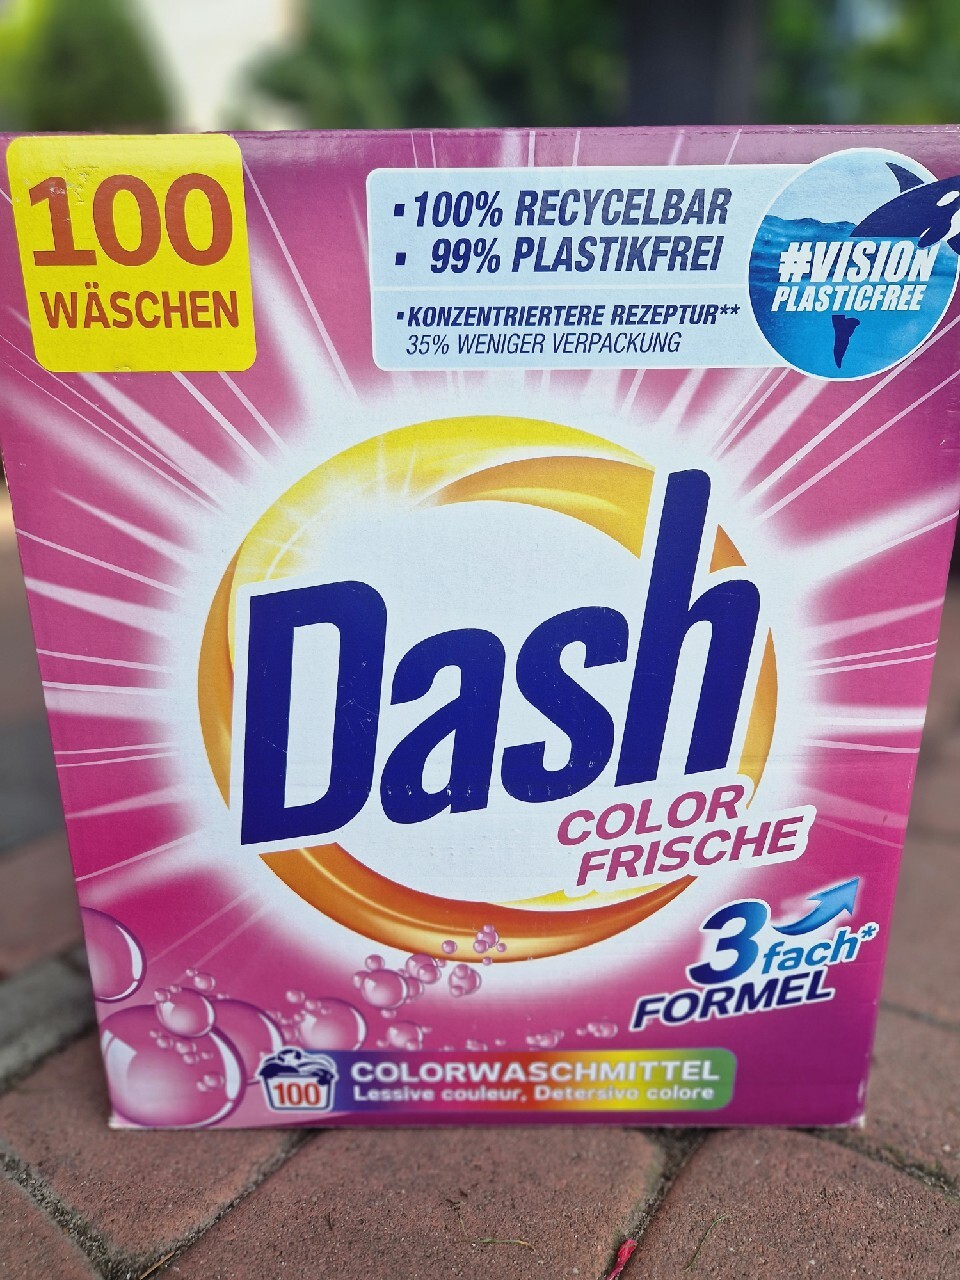 100
WÄSCHEN
• 100% RECYCELBAR
• 99% PLASTIKFREI
• KONZENTRIERTERE REZEPTUR**
35% WENIGER VERPACKUNG
#VISION
PLASTICFREE
Dash
COLOR
FRISCHE
3fach*
FORMEL
100
COLORWASCHMITTEL
Lessive couleur, Detersivo colore